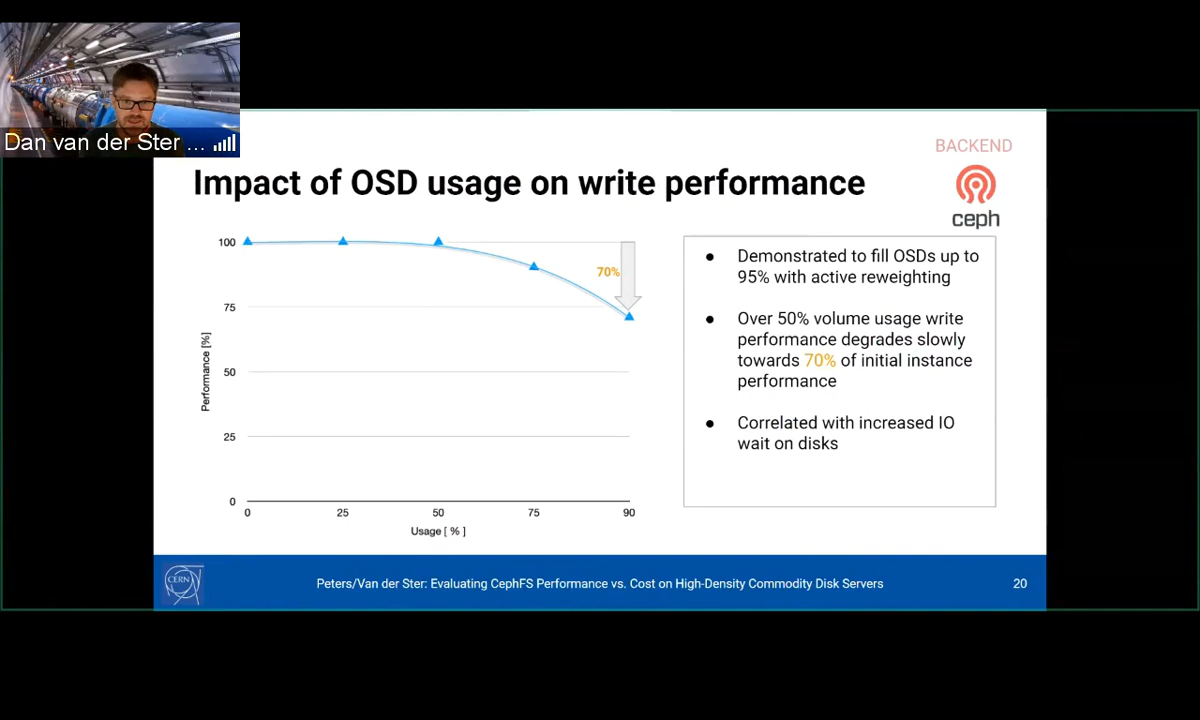 Dan van der Ster ...
BACKEND
Impact of OSD usage on write performance
ceph
100
75
50
25
0
Performance [%]
70%
0
25
50
75
90
Usage [ % ]
● Demonstrated to fill OSDs up to
95% with active reweighting
● Over 50% volume usage write
performance degrades slowly
towards 70% of initial instance
performance
● Correlated with increased IO
wait on disks
CERN
Peters/Van der Ster: Evaluating CephFS Performance vs. Cost on High-Density Commodity Disk Servers
20